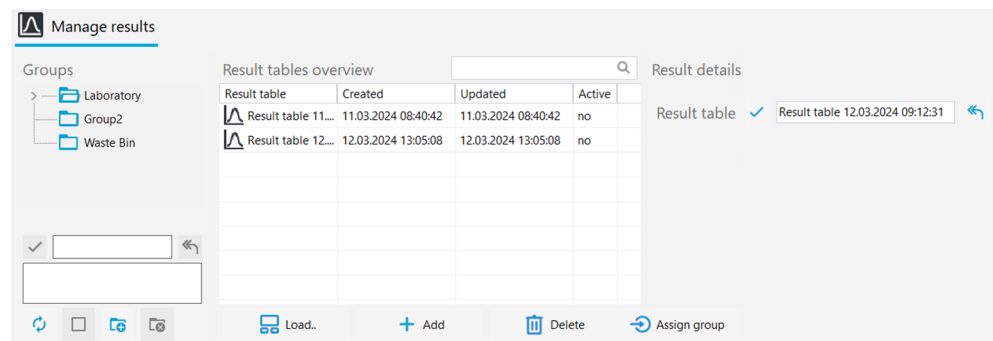 Manage results
Groups
Laboratory
Group2
Waste Bin
Result tables overview
Result table Created Updated Active
Result table 11.... 11.03.2024 08:40:42 11.03.2024 08:40:42 no
Result table 12.... 12.03.2024 13:05:08 12.03.2024 13:05:08 no
Result details
Result table Result table 12.03.2024 09:12:31
Load.. Add Delete Assign group